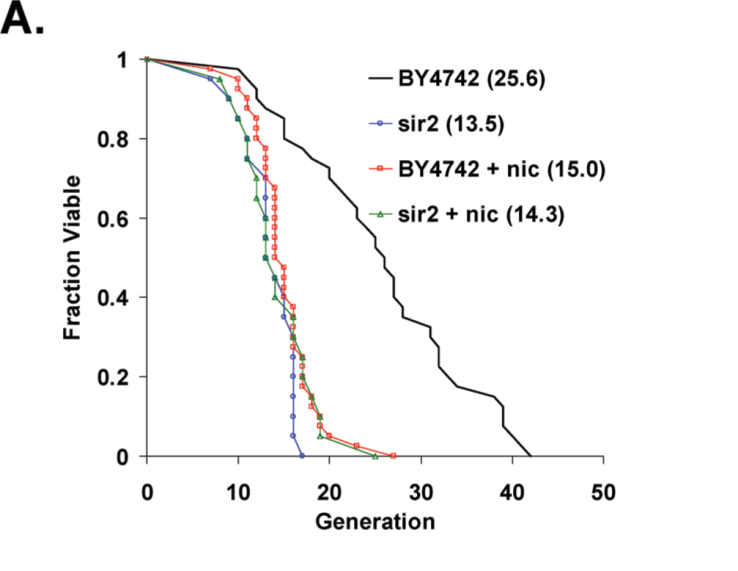 A.
BY4742 (25.6)
sir2 (13.5)
BY4742 + nic (15.0)
sir2 + nic (14.3)
Fraction Viable
1
0.8
0.6
0.4
0.2
0
0 10 20 30 40 50
Generation